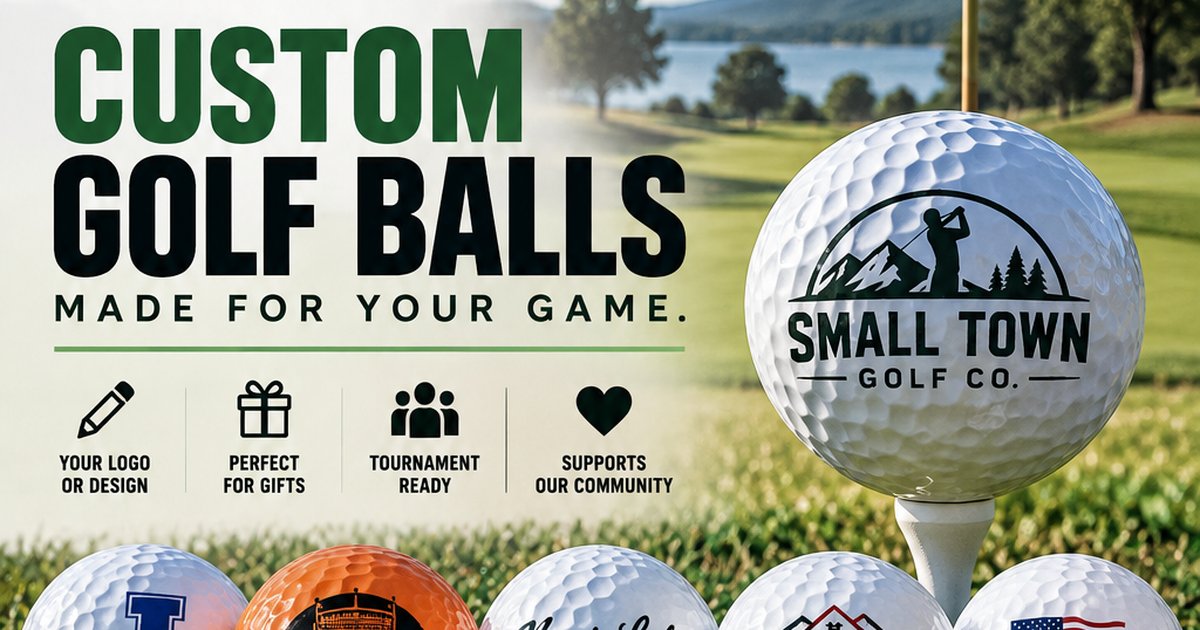 CUSTOM
GOLF BALLS
MADE FOR YOUR GAME.
YOUR LOGO
OR DESIGN
PERFECT
FOR GIFTS
TOURNAMENT
READY
SUPPORTS
OUR COMMUNITY
SMALL TOWN
GOLF CO.